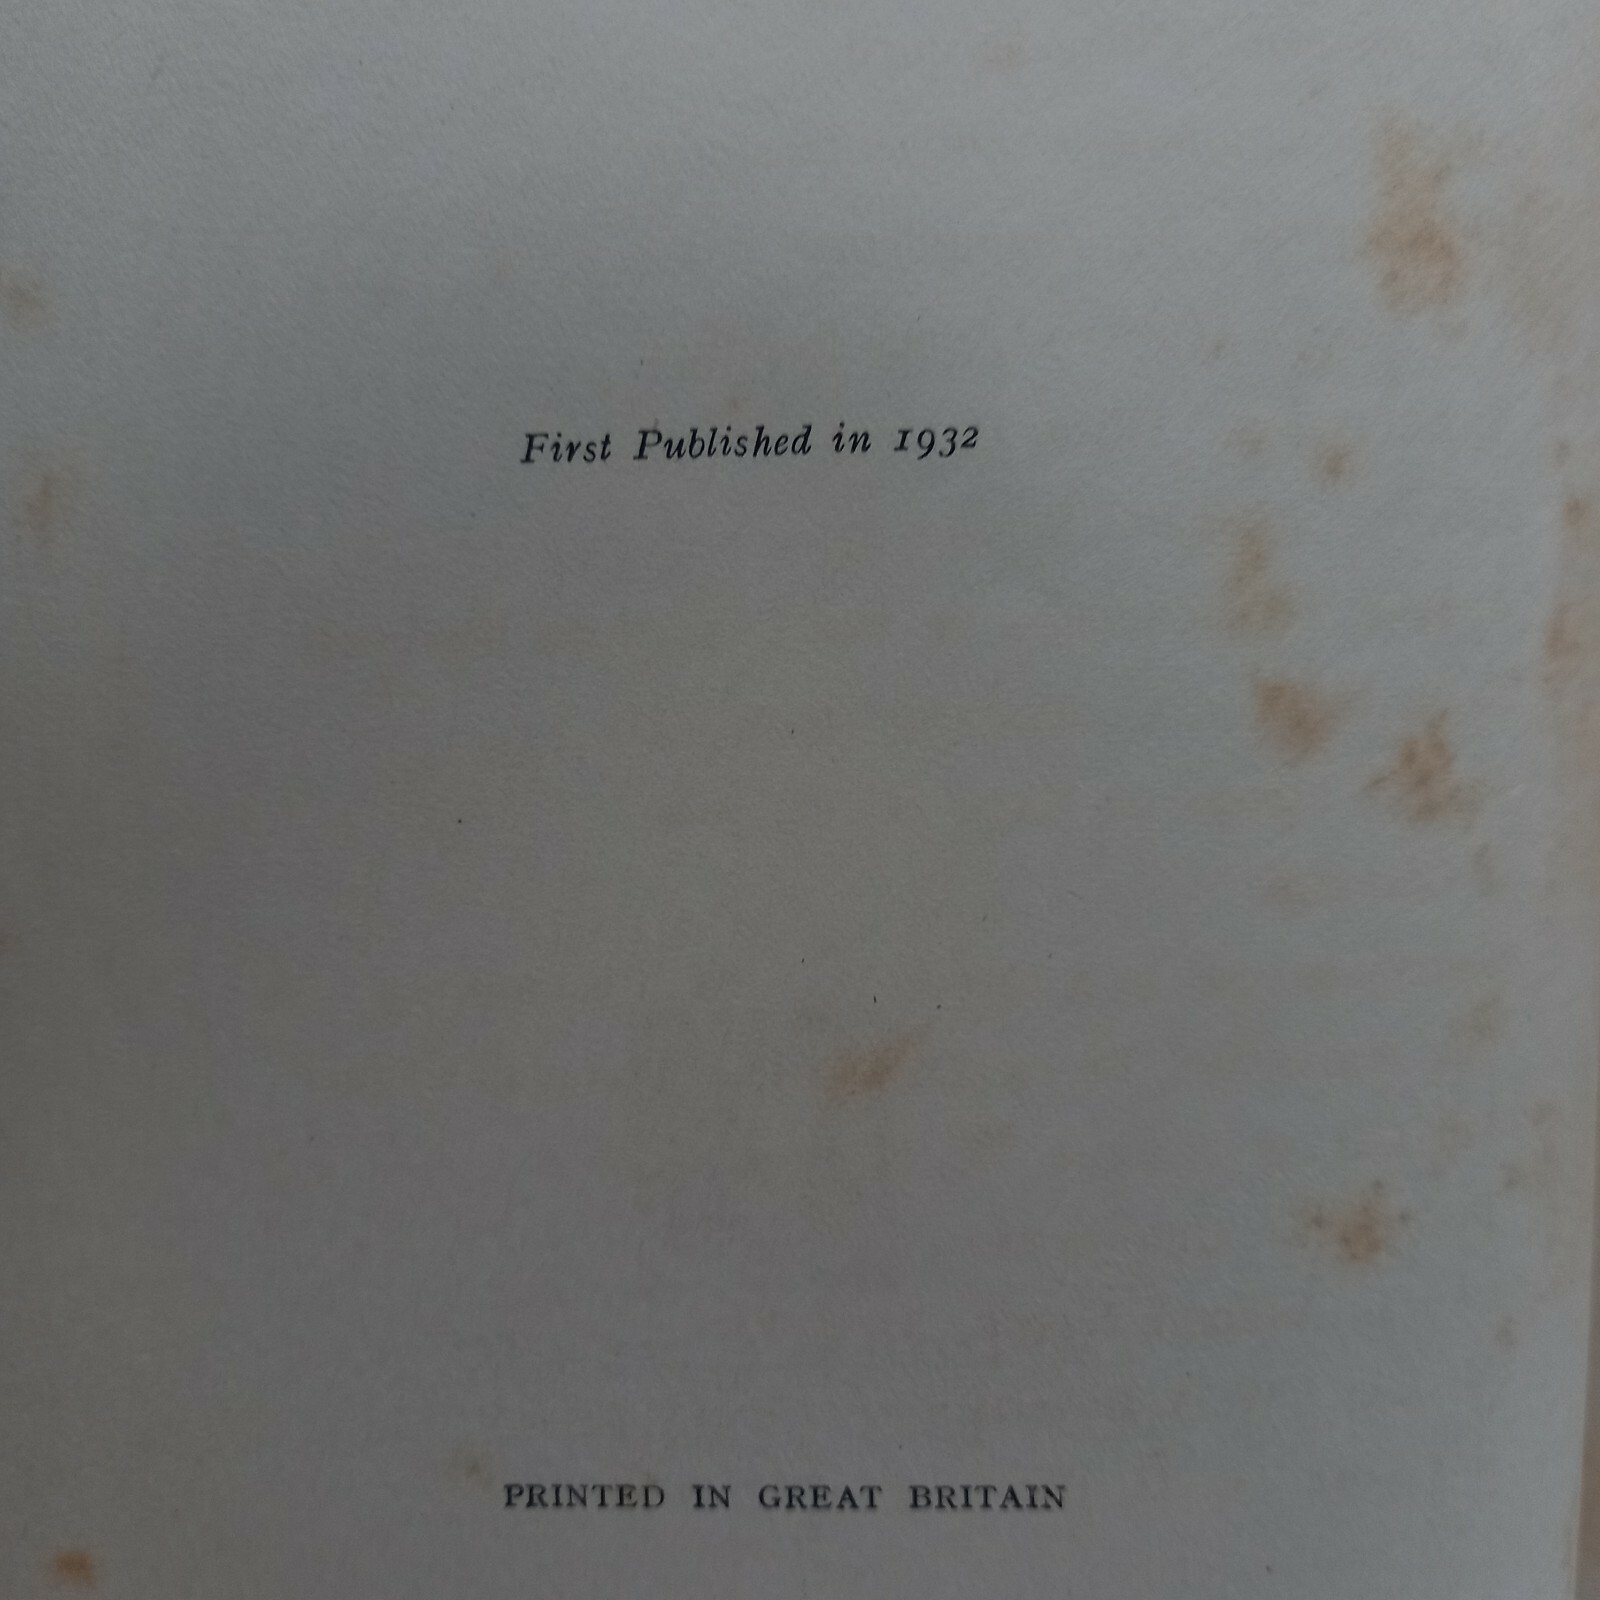 First Published in 1932
PRINTED IN GREAT BRITAIN